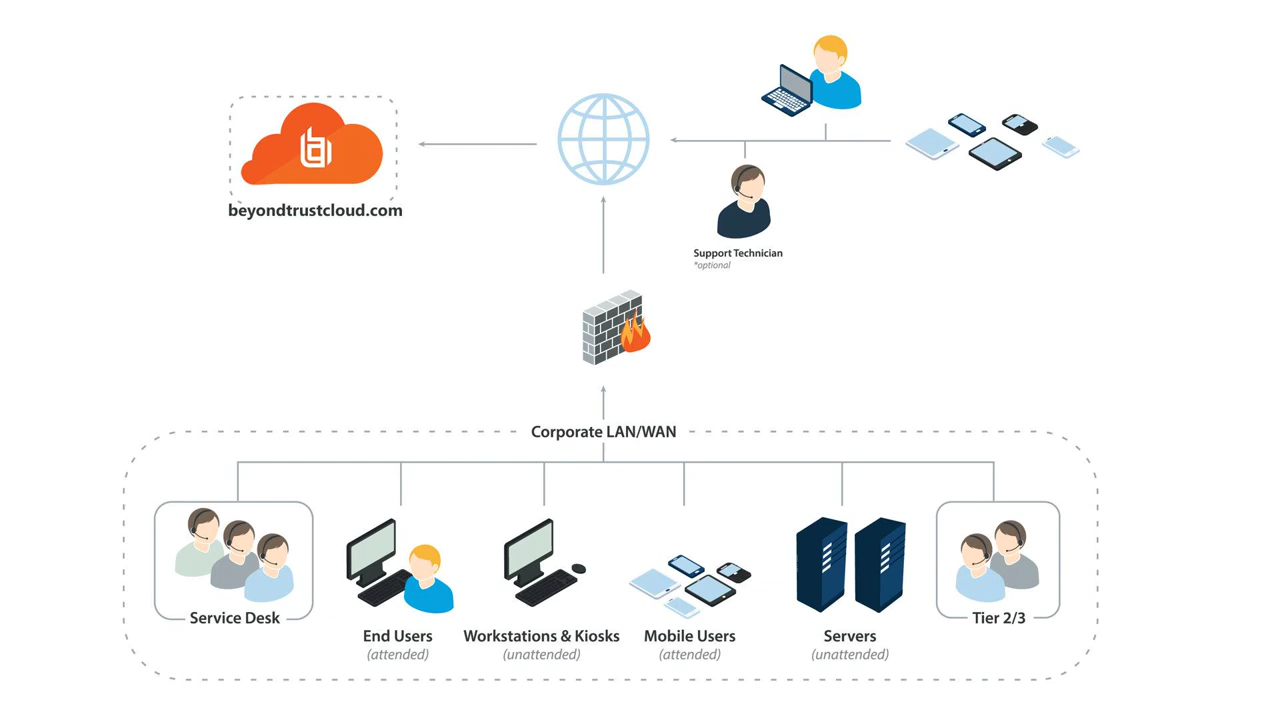 beyondtrustcloud.com
Support Technician
*optional
Corporate LAN/WAN
Service Desk
End Users
(attended)
Workstations & Kiosks
(unattended)
Mobile Users
(attended)
Servers
(unattended)
Tier 2/3